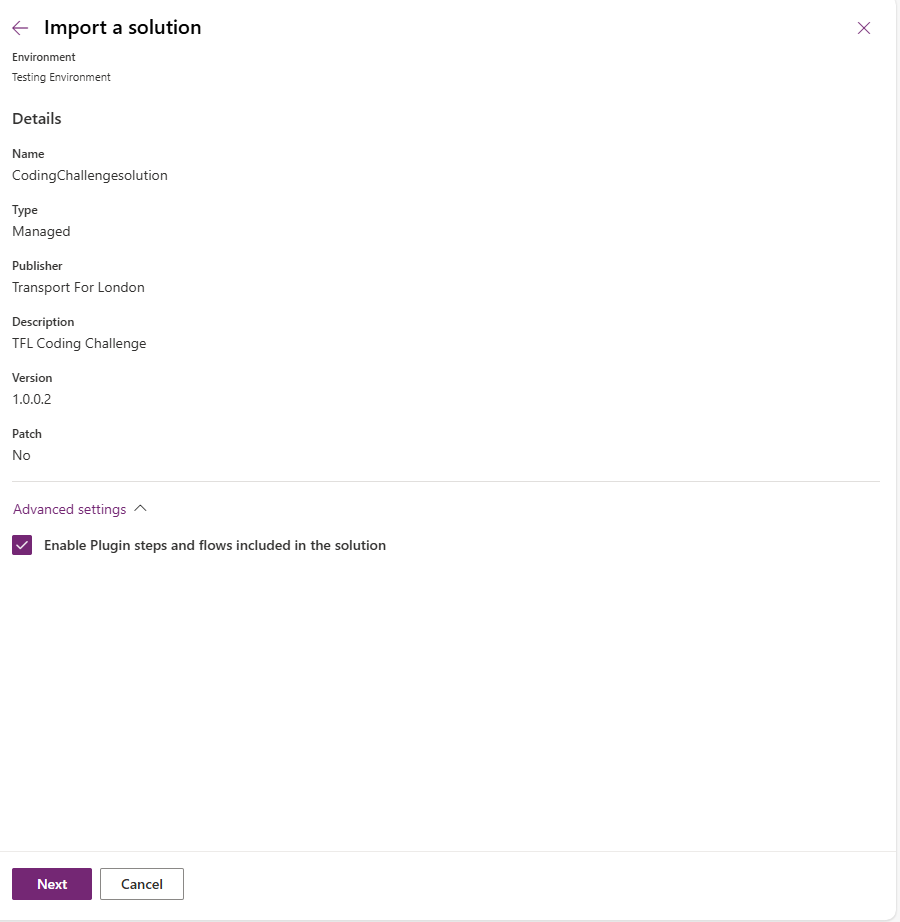 Import a solution
Environment
Testing Environment
Details
Name
CodingChallengesolution
Type
Managed
Publisher
Transport For London
Description
TFL Coding Challenge
Version
1.0.0.2
Patch
No
Advanced settings
Enable Plugin steps and flows included in the solution
Next Cancel